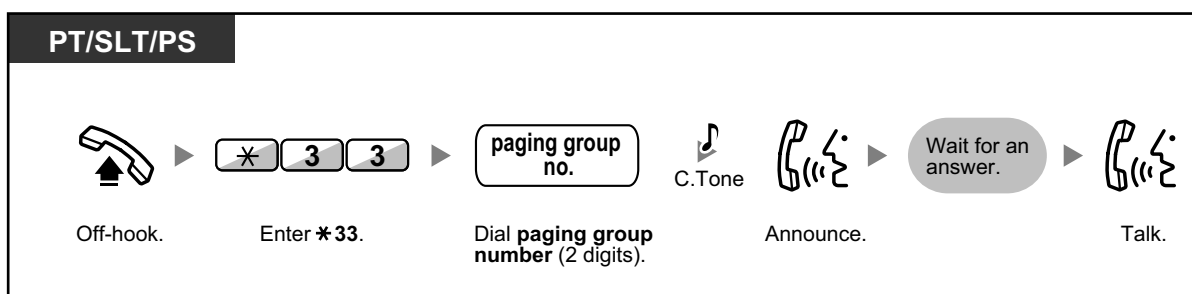 PT/SLT/PS
* 3 3
paging group
no.
C.Tone
Wait for an
answer.
Off-hook.
Enter *33.
Dial paging group
number (2 digits).
Announce.
Talk.